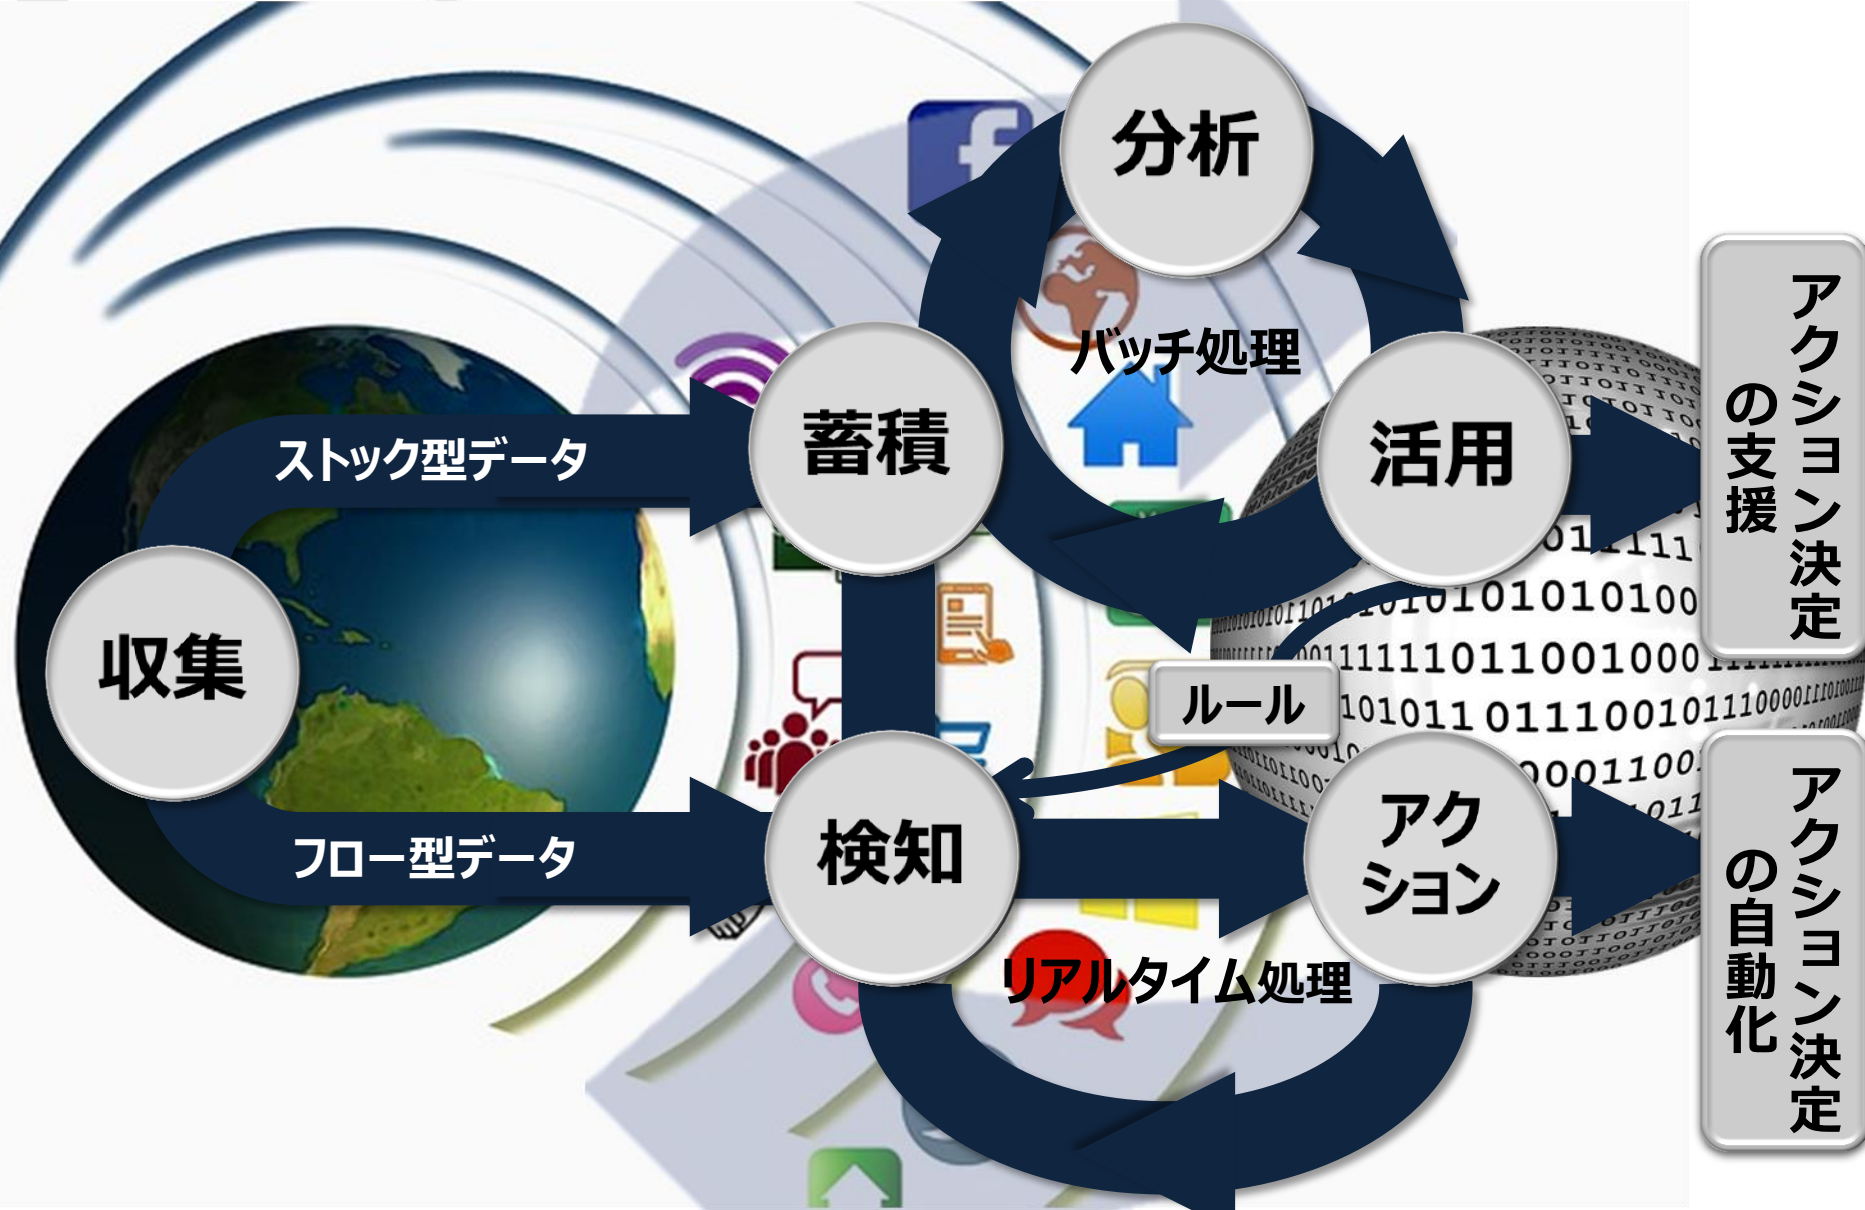 分析
バッチ処理
ストック型データ
蓄積
活用
アクション決定
の支援
収集
ルール
フロー型データ
検知
アク
ション
リアルタイム処理
アクション決定
の自動化
f